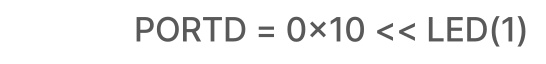 PORTD = 0×10 << LED(1)